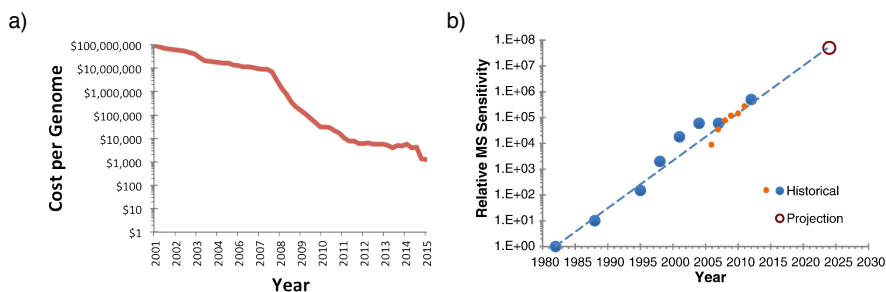 a)
Cost per Genome
$100,000,000
$10,000,000
$1,000,000
$100,000
$10,000
$1,000
$100
$10
$1
2001 2002 2003 2004 2005 2006 2007 2008 2009 2010 2011 2012 2013 2014 2015
Year
b)
Relative MS Sensitivity
1.E+08
1.E+07
1.E+06
1.E+05
1.E+04
1.E+03
1.E+02
1.E+01
1.E+00
Historical
Projection
1980 1985 1990 1995 2000 2005 2010 2015 2020 2025 2030
Year